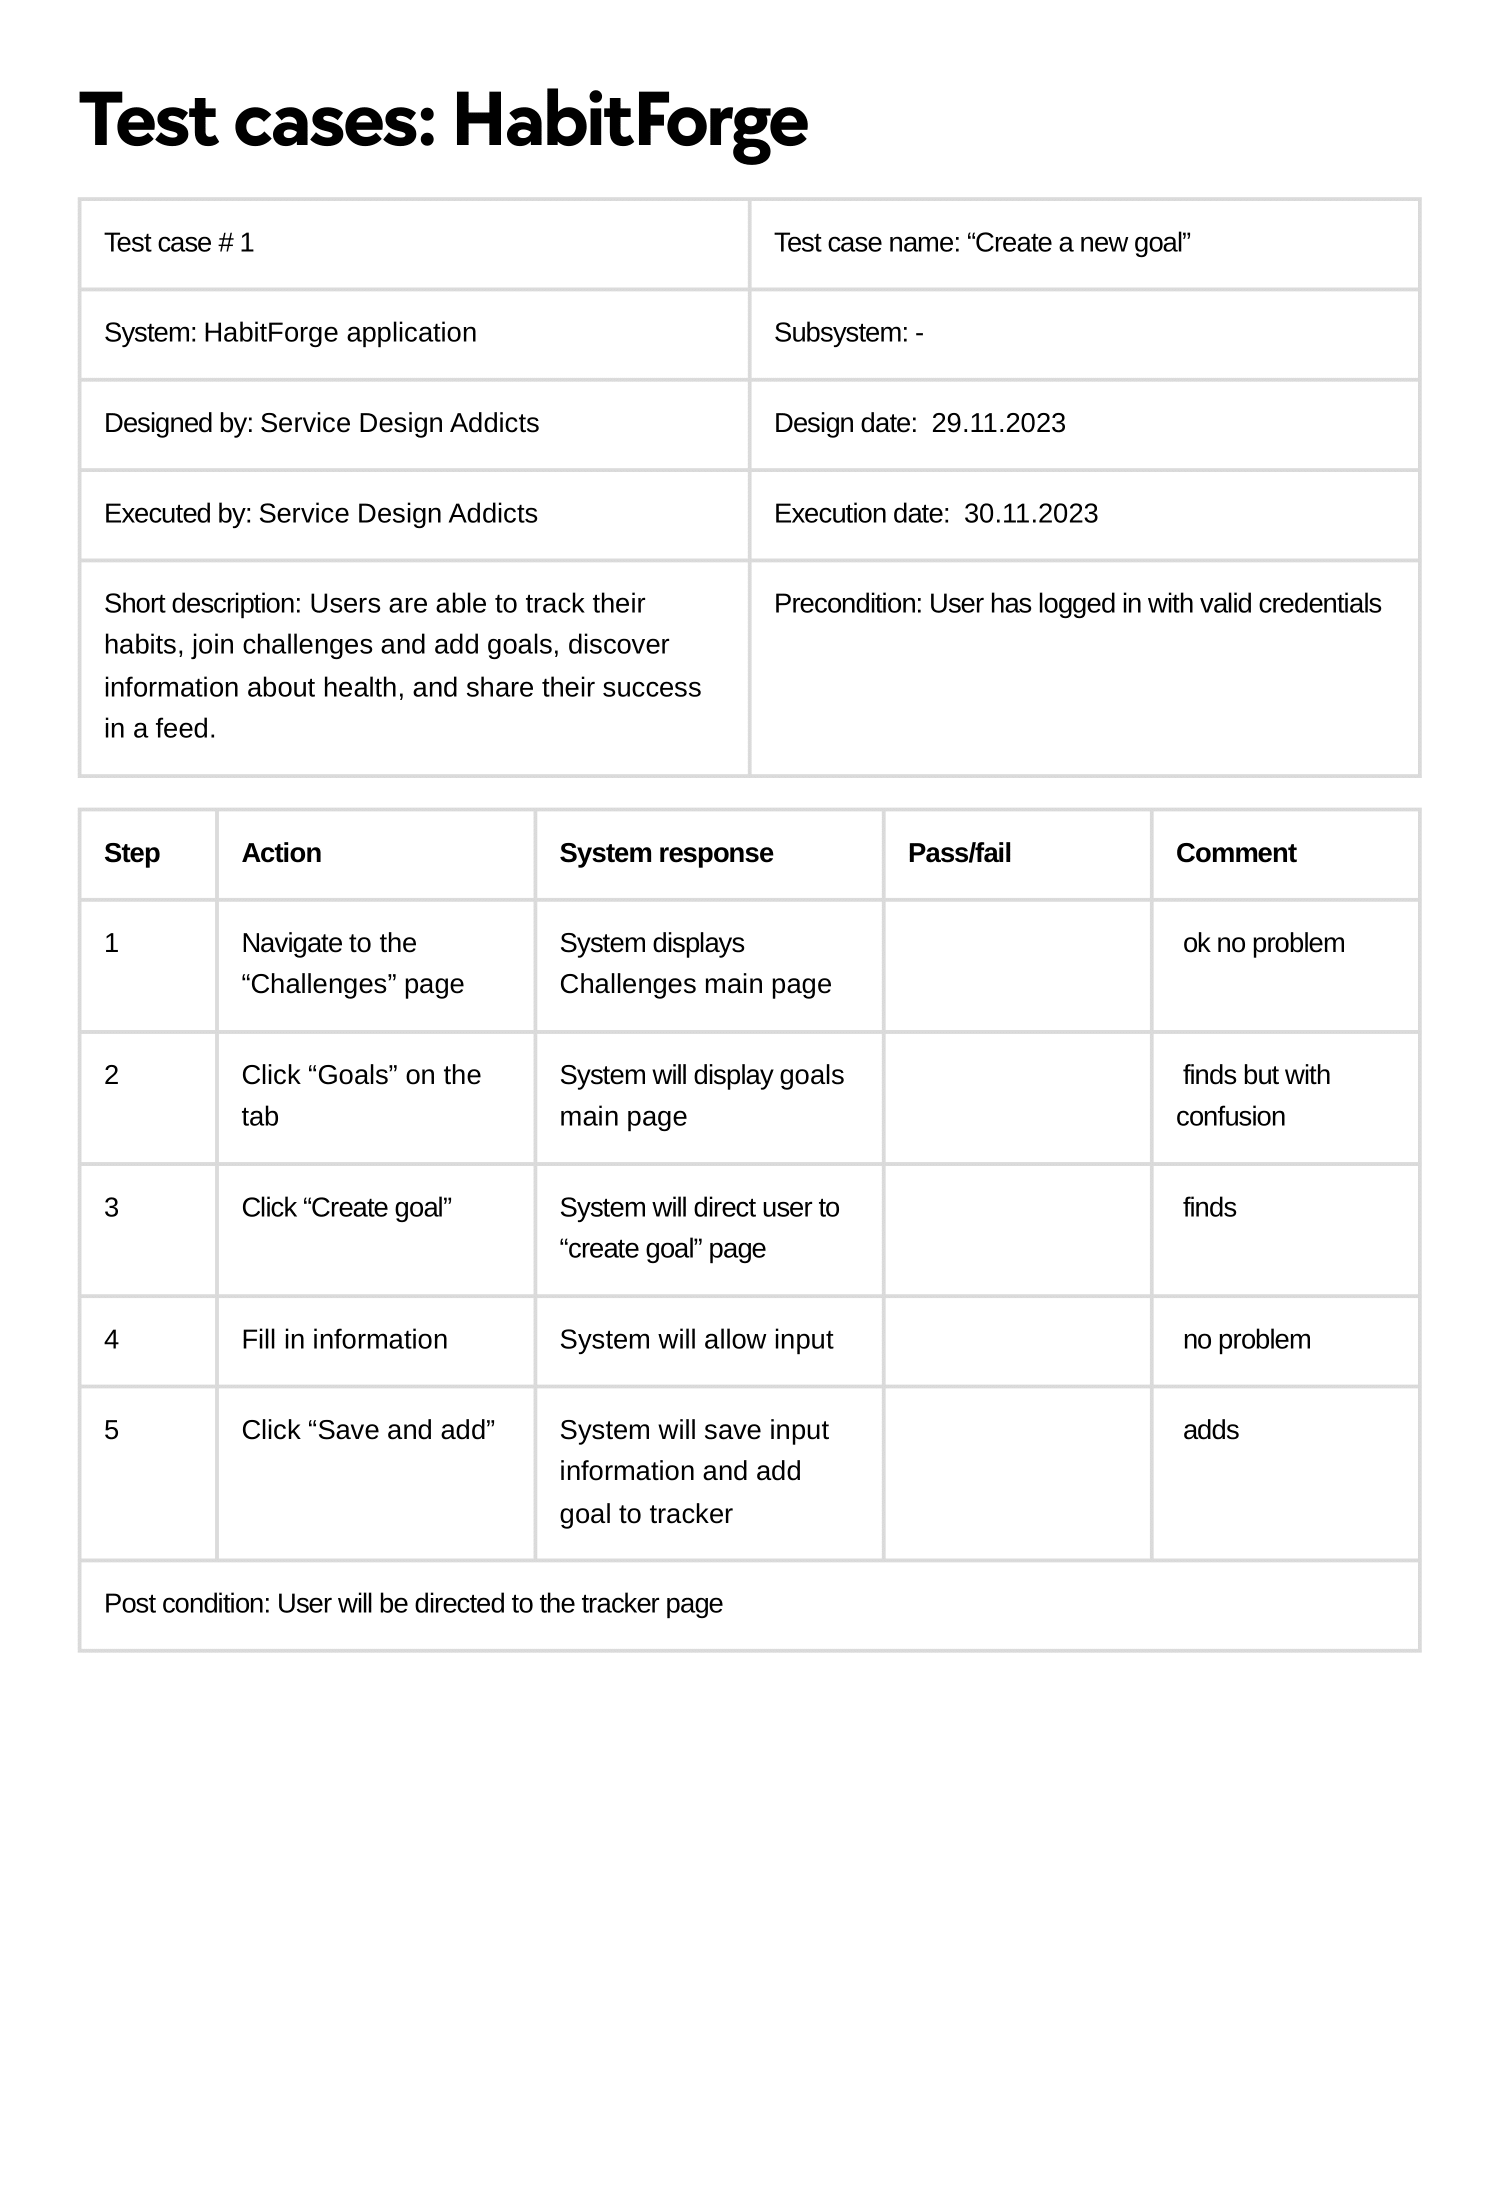 Test cases: HabitForge
Test case # 1
Test case name: “Create a new goal”
System: HabitForge application
Subsystem: -
Designed by: Service Design Addicts
Design date:  29.11.2023
Executed by: Service Design Addicts
Execution date:  30.11.2023
Short description: Users are able to track their
habits, join challenges and add goals, discover
information about health, and share their success
in a feed.
Precondition: User has logged in with valid credentials
Step
Action
System response
Pass/fail
Comment
1
Navigate to the
“Challenges” page
System displays
Challenges main page
ok no problem
2
Click “Goals” on the
tab
System will display goals
main page
finds but with
confusion
3
Click “Create goal”
System will direct user to
“create goal” page
finds
4
Fill in information
System will allow input
no problem
5
Click “Save and add”
System will save input
information and add
goal to tracker
adds
Post condition: User will be directed to the tracker page